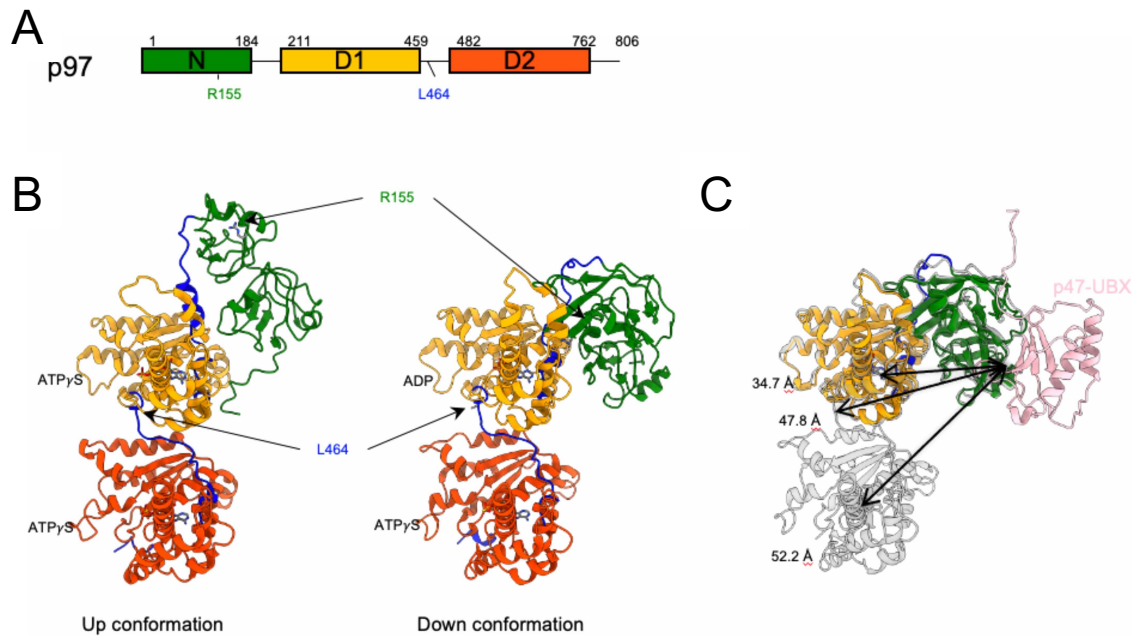 A
1 184 211 459 482 762 806
p97 N D1 D2
R155 L464
B
R155
C
p47-UBX
ATPγS
ADP
34.7 Å
47.8 Å
L464
ATPγS
ATPγS
52.2 Å
Up conformation
Down conformation